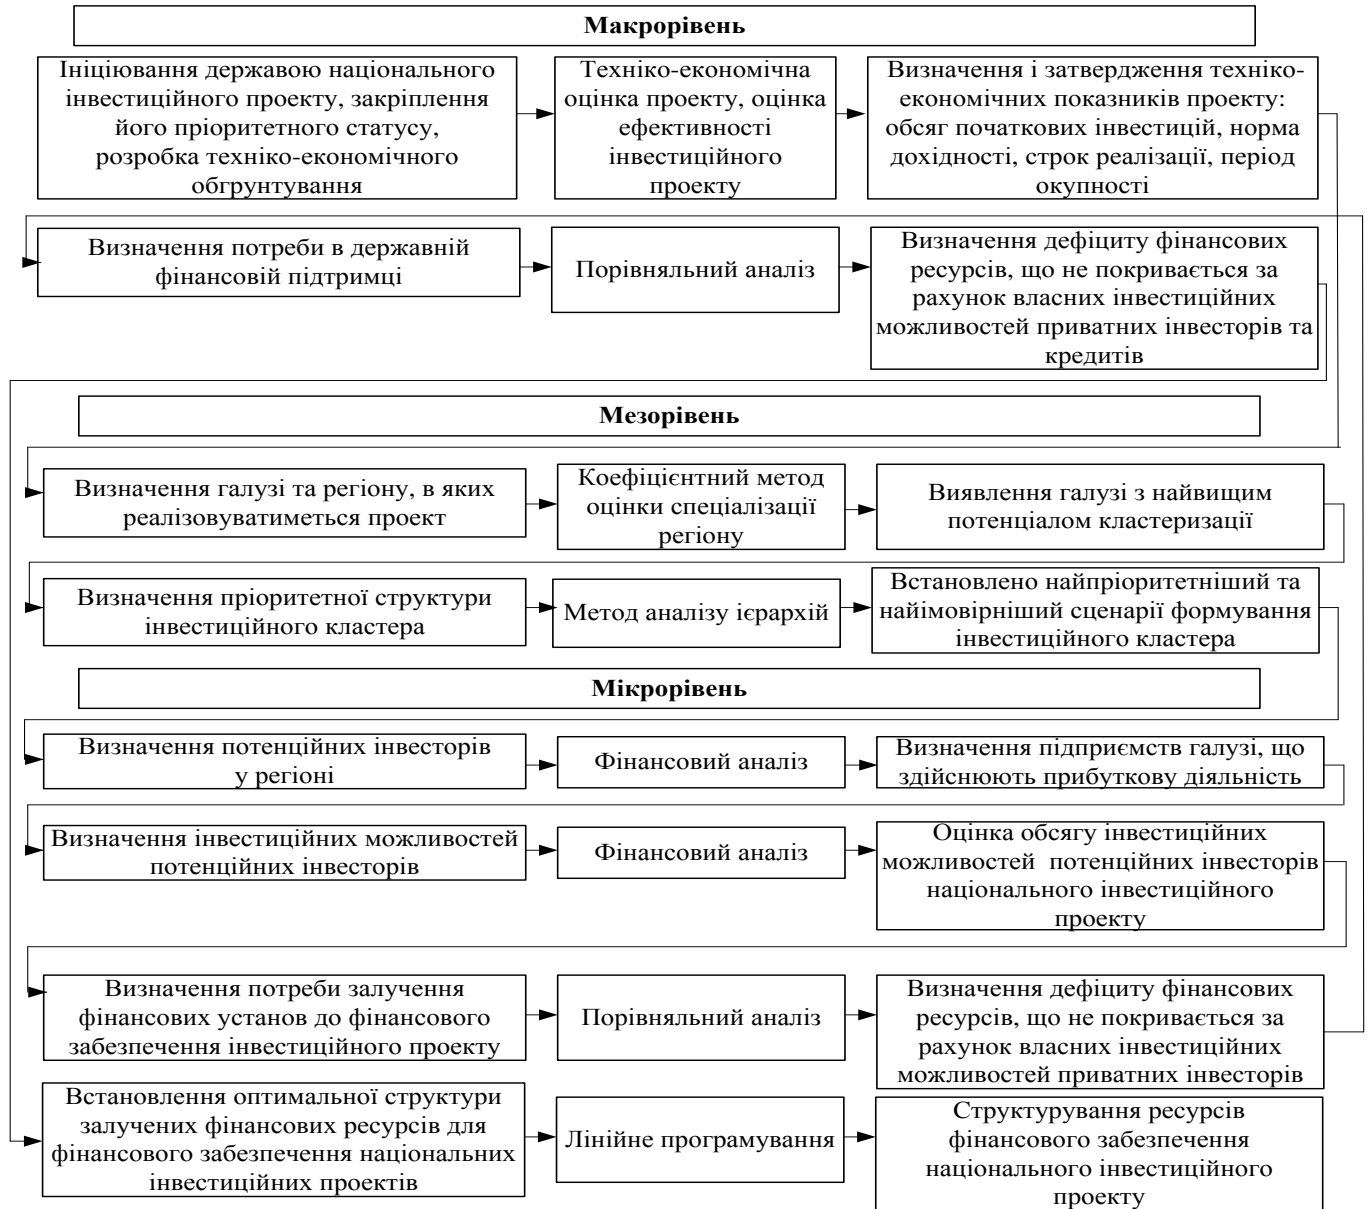 Макрорівень
Ініціювання державою національного
інвестиційного проекту, закріплення
його пріоритетного статусу,
розробка техніко-економічного
обгрунтування
Техніко-економічна
оцінка проекту, оцінка
ефективності
інвестиційного
проекту
Визначення і затвердження техніко-
економічних показників проекту:
обсяг початкових інвестицій, норма
дохідності, строк реалізації, період
окупності
Визначення потреби в державній
фінансовій підтримці
Порівняльний аналіз
Визначення дефіциту фінансових
ресурсів, що не покривається за
рахунок власних інвестиційних
можливостей приватних інвесторів та
кредитів
Мезорівень
Визначення галузі та регіону, в яких
реалізовуватиметься проект
Коефіцієнтний метод
оцінки спеціалізації
регіону
Виявлення галузі з найвищим
потенціалом кластеризації
Визначення пріоритетної структури
інвестиційного кластера
Метод аналізу ієрархій
Встановлено найпріоритетніший та
найімовірніший сценарії формування
інвестиційного кластера
Мікрорівень
Визначення потенційних інвесторів
у регіоні
Фінансовий аналіз
Визначення підприємств галузі, що
здійснюють прибуткову діяльність
Визначення інвестиційних можливостей
потенційних інвесторів
Фінансовий аналіз
Оцінка обсягу інвестиційних
можливостей потенційних інвесторів
національного інвестиційного
проекту
Визначення потреби залучення
фінансових установ до фінансового
забезпечення інвестиційного проекту
Порівняльний аналіз
Визначення дефіциту фінансових
ресурсів, що не покривається за
рахунок власних інвестиційних
можливостей приватних інвесторів
Встановлення оптимальної структури
залучених фінансових ресурсів для
фінансового забезпечення національних
інвестиційних проектів
Лінійне програмування
Структурування ресурсів
фінансового забезпечення
національного інвестиційного
проекту